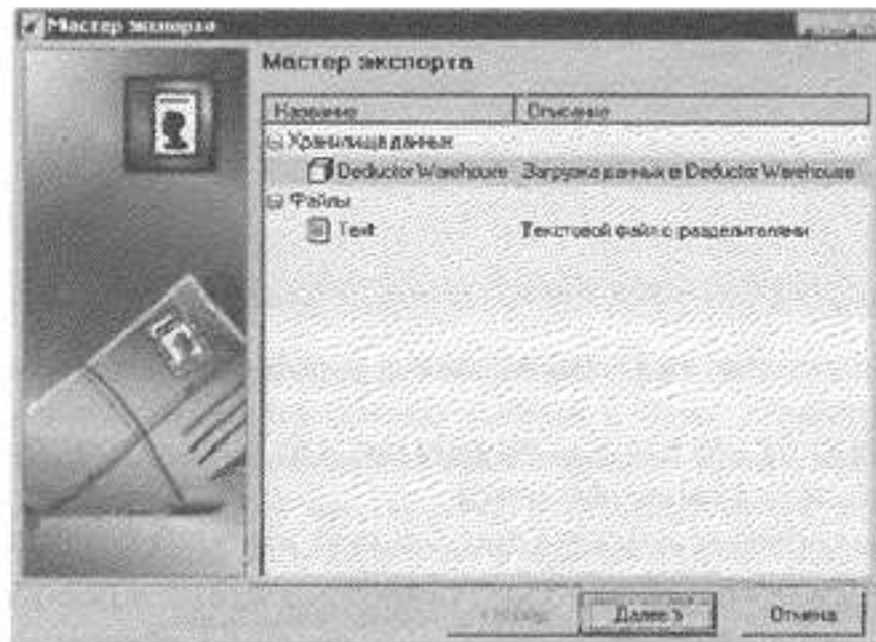 Мастер экспорта
Мастер экспорта
Название Описание
Хранилища данных
Deductor Warehouse Загрузка данных в Deductor Warehouse
Файлы
Text Текстовой файл с разделителями
Далее >
Отмена